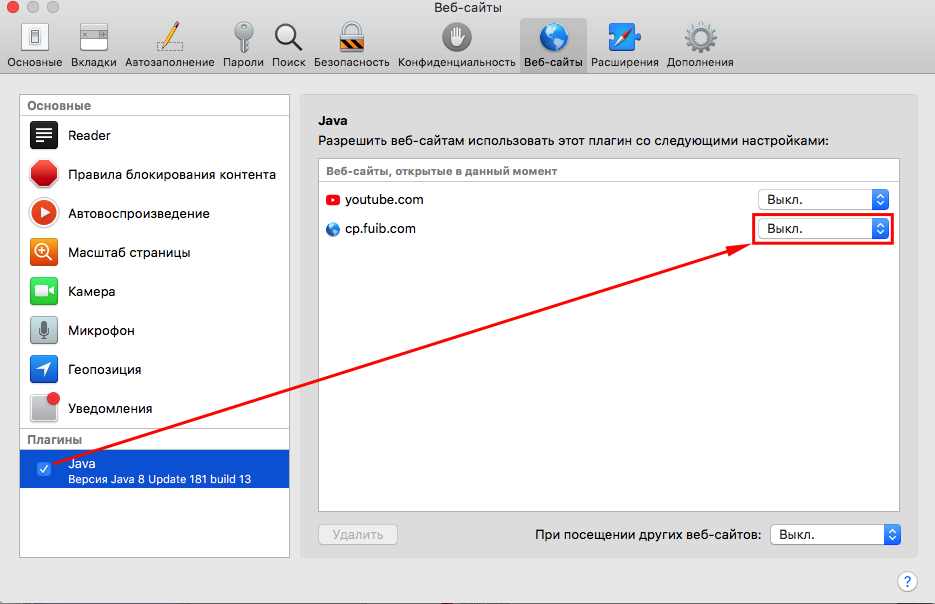 Веб-сайты
Основные Вкладки Автозаполнение Пароли Поиск Безопасность Конфиденциальность Веб-сайты Расширения Дополнения
Основные
Reader
Правила блокирования контента
Автовоспроизведение
Масштаб страницы
Камера
Микрофон
Геопозиция
Уведомления
Плагины
Java
Версия Java 8 Update 181 build 13
Java
Разрешить веб-сайтам использовать этот плагин со следующими настройками:
Веб-сайты, открытые в данный момент
youtube.com Выкл.
cp.fuib.com Выкл.
Удалить При посещении других веб-сайтов: Выкл.
?